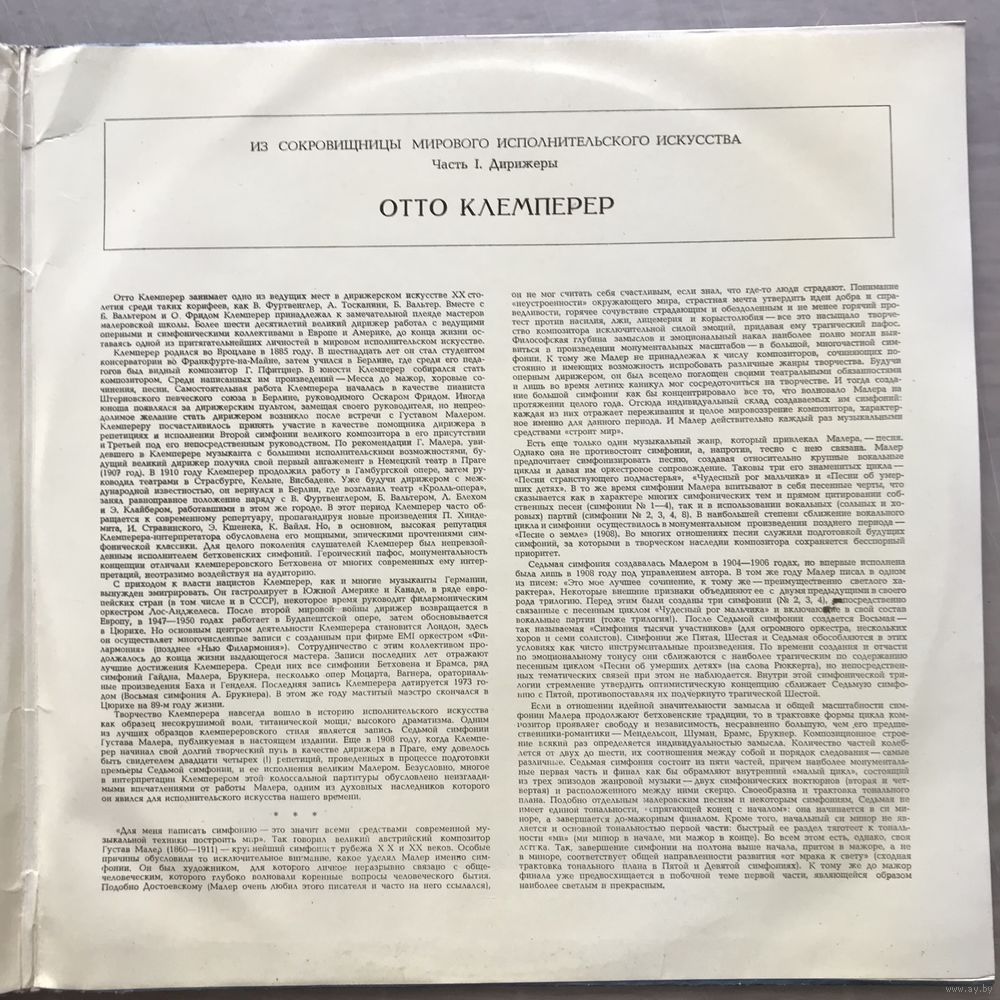 ИЗ СОКРОВИЩНИЦЫ МИРОВОГО ИСПОЛНИТЕЛЬСКОГО ИСКУССТВА
Часть I. Дирижеры
ОТТО КЛЕМПЕРЕР
Отто Клемперер занимает одно из ведущих мест в дирижерском искусстве XX сто-
летия среди таких корифеев, как В. Фуртвенглер, А. Тосканини, Б. Вальтер. Вместе с
Б. Вальтером и О. Фридом Клемперер принадлежал к замечательной плеяде мастеров
малеровской школы. Более шести десятилетий великий дирижер работал с ведущими
оперными и симфоническими коллективами в Европе и Америке, до конца жизни ос-
таваясь одной из притягательнейших личностей в мировом исполнительском искусстве.
Клемперер родился во Вроцлаве в 1885 году. В шестнадцать лет он стал студентом
консерватории во Франкфурте-на-Майне, затем учился в Берлине, где среди его педа-
гогов был видный композитор Г. Пфитцнер. В юности Клемперер собирался стать
композитором. Среди написанных им произведений — Месса до мажор, хоровые со-
чинения, песни. Самостоятельная работа Клемперера началась в качестве пианиста
Штерновского певческого союза в Берлине, руководимого Оскаром Фридом. Иногда
юноша появлялся за дирижерским пультом, замещая своего руководителя, но непрео-
долимое желание стать дирижером возникло после встречи с Густавом Малером.
Клемпереру посчастливилось принять участие в качестве помощника дирижера в
репетициях и исполнении Второй симфонии великого композитора в его присутствии
и Третьей под его непосредственным руководством. По рекомендации Г. Малера, уви-
девшего в Клемперере музыканта с большими исполнительскими возможностями, бу-
дущий великий дирижер получил свой первый ангажемент в Немецкий театр в Праге
(1907 год). В 1910 году Клемперер продолжил работу в Гамбургской опере, затем ру-
ководил театрами в Страсбурге, Кельне, Висбадене. Уже будучи дирижером с меж-
дународной известностью, он вернулся в Берлин, где возглавил театр «Кролль-опера»,
занял равноправное положение наряду с В. Фуртвенглером, Б. Вальтером, Л. Блехом
и Э. Клайбером, работавшими в этом же городе. В этот период Клемперер часто об-
ращается к современному репертуару, пропагандируя новые произведения П. Хинде-
мита, И. Стравинского, Э. Кшенека, К. Вайля. Но, в основном, высокая репутация
Клемперера-интерпретатора обусловлена его мощными, эпическими прочтениями сим-
фонической классики. Для целого поколения слушателей Клемперер был непревзой-
денным исполнителем бетховенских симфоний. Героический пафос, монументальность
концепции отличали клемпереровского Бетховена от многих современных ему интер-
претаций, неотразимо воздействуя на аудиторию.
С приходом к власти нацистов Клемперер, как и многие музыканты Германии,
вынужден эмигрировать. Он гастролирует в Южной Америке и Канаде, в ряде евро-
пейских стран (в том числе и в СССР), некоторое время руководит филармоническим
оркестром Лос-Анджелеса. После второй мировой войны дирижер возвращается в
Европу, в 1947—1950 годах работает в Будапештской опере, затем обосновывается
в Цюрихе. Но основным центром деятельности Клемперера становится Лондон, здесь
он осуществляет многочисленные записи с созданным при фирме EMI оркестром «Фи-
лармония» (позднее «Нью Филармония»). Сотрудничество с этим коллективом про-
должалось до конца жизни выдающегося мастера. Записи последних лет отражают
лучшие достижения Клемперера. Среди них все симфонии Бетховена и Брамса, ряд
симфоний Гайдна, Малера, Брукнера, несколько опер Моцарта, Вагнера, ораториаль-
ные произведения Баха и Генделя. Последняя запись Клемперера датируется 1973 го-
дом (Восьмая симфония А. Брукнера). В этом же году маститый маэстро скончался в
Цюрихе на 89-м году жизни.
Творчество Клемперера навсегда вошло в историю исполнительского искусства
как образец несокрушимой воли, титанической мощи, высокого драматизма. Одним
из лучших образцов клемпереровского стиля является запись Седьмой симфонии
Густава Малера, публикуемая в настоящем издании. Еще в 1908 году, когда Клемпе-
рер начинал свой долгий творческий путь в качестве дирижера в Праге, ему довелось
быть свидетелем двадцати четырех (!) репетиций, проведенных в процессе подготовки
премьеры Седьмой симфонии, и ее исполнения великим Малером. Безусловно, многое
в интерпретации Клемперером этой колоссальной партитуры обусловлено неизглади-
мыми впечатлениями от работы Малера, одним из духовных наследников которого
он явился для исполнительского искусства нашего времени.
* * *
«Для меня написать симфонию — это значит всеми средствами современной му-
зыкальной техники построить мир». Так говорил великий австрийский композитор
Густав Малер (1860—1911) — крупнейший симфонист рубежа XX и XX веков. Особые
причины обусловили то исключительное внимание, какое уделял Малер именно сим-
фонии. Он был художником, для которого личное неразрывно связано с обще-
человеческим, которого глубоко волновали коренные вопросы человеческого бытия.
Подобно Достоевскому (Малер очень любил этого писателя и часто на него ссылался),
он не мог считать себя счастливым, если знал, что где-то люди страдают. Понимание
«неустроенности» окружающего мира, страстная мечта утвердить идеи добра и спра-
ведливости, горячее сочувствие страдающим и обездоленным и не менее горячий про-
тест против насилия, лжи, лицемерия и корыстолюбия — все это насыщало творче-
ство композитора исключительной силой эмоций, придавая ему трагический пафос.
Философская глубина замыслов и эмоциональный накал наиболее полно могли выя-
виться в произведении монументальных масштабов — в большой, многочастной сим-
фонии. К тому же Малер не принадлежал к числу композиторов, сочиняющих по-
стоянно и имеющих возможность испробовать различные жанры творчества. Будучи
оперным дирижером, он был всецело поглощен своими театральными обязанностями
и лишь во время летних каникул мог сосредоточиться на творчестве. И тогда созда-
ние большой симфонии как бы концентрировало все то, что волновало Малера на
протяжении целого года. Отсюда индивидуальный склад создаваемых им симфоний:
каждая из них отражает переживания и целое мировоззрение композитора, характер-
ное именно для данного периода. И Малер действительно каждый раз музыкальными
средствами «строит мир».
Есть еще только один музыкальный жанр, который привлекал Малера, — песня.
Однако она не противостоит симфонии, а, напротив, тесно с нею связана. Малер
предпочитает симфонизировать песню, создавая относительно крупные вокальные
циклы и давая им оркестровое сопровождение. Таковы три его знаменитых цикла —
«Песни странствующего подмастерья», «Чудесный рог мальчика» и «Песни об умер-
ших детях». В то же время симфонии Малера впитывают в себя песенные черты, что
сказывается как в характере многих симфонических тем и прямом цитировании соб-
ственных песен (симфонии № 1—4), так и в использовании вокальных (сольных и хо-
ровых) партий (симфонии № 2, 3, 4, 8). В наибольшей степени сближение вокального
цикла и симфонии осуществилось в монументальном произведении позднего периода —
«Песне о земле» (1908). Во многих отношениях песни служили подготовкой будущих
симфоний, за которыми в творческом наследии композитора сохраняется бесспорный
приоритет.
Седьмая симфония создавалась Малером в 1904—1906 годах, но впервые исполнена
была лишь в 1908 году под управлением автора. В том же году Малер писал в одном
из писем: «Это мое лучшее сочинение, к тому же — преимущественно светлого ха-
рактера». Некоторые внешние признаки объединяют ее с двумя предыдущими в своего
рода трилогию. Перед этим были созданы три симфонии (№ 2, 3, 4), непосредственно
связанные с песенным циклом «Чудесный рог мальчика» и включающие в свой состав
вокальные партии (тоже трилогия!). После Седьмой симфонии создается Восьмая —
так называемая «Симфония тысячи участников» (для огромного оркестра, нескольких
хоров и семи солистов). Симфонии же Пятая, Шестая и Седьмая обособляются в этих
условиях как чисто инструментальные произведения. По времени создания и отчасти
по эмоциональному тонусу они сближаются с наиболее трагическим по содержанию
песенным циклом «Песни об умерших детях» (на слова Рюккерта), но непосредствен-
ных тематических связей при этом не наблюдается. Внутри этой симфонической три-
логии стремление утвердить оптимистическую концепцию сближает Седьмую симфо-
нию с Пятой, противопоставляя их подчеркнуто трагической Шестой.
Если в отношении идейной значительности замысла и общей масштабности сим-
фонии Малера продолжают бетховенские традиции, то в трактовке формы цикла ком-
позитор проявляет свободу и независимость, несравненно большую, чем его предше-
ственники-романтики — Мендельсон, Шуман, Брамс, Брукнер. Композиционное строе-
ние всякий раз определяется индивидуальностью замысла. Количество частей колеб-
лется от двух до шести, их соотношения между собой и порядок следования — самые
различные. Седьмая симфония состоит из пяти частей, причем наиболее монументаль-
ные первая часть и финал как бы обрамляют внутренний «малый цикл», состоящий
из трех эпизодов жанровой музыки — двух симфонических ноктюрнов (вторая и чет-
вертая) и расположенного между ними скерцо. Своеобразна и трактовка тонального
плана. Подобно отдельным малеровским песням и некоторым симфониям, Седьмая не
имеет единой тональности, «спрягающей конец с началом»: она начинается в си ми-
норе, а завершается до-мажорным финалом. Кроме того, начальный си минор не яв-
ляется и основной тональностью первой части: быстрый ее раздел тяготеет к тональ-
ности «ми» (ми минор в начале, ми мажор в конце). Во всем этом есть, однако, своя
логика. Так, завершение симфонии на полтона выше начала, притом в мажоре, а не
в миноре, соответствует общей направленности развития «от мрака к свету» (сходная
трактовка тонального плана в Пятой и Девятой симфониях). К тому же до мажор
финала уже предвосхищается в побочной теме первой части, являющейся образом
наиболее светлым и прекрасным.
www.ay.by